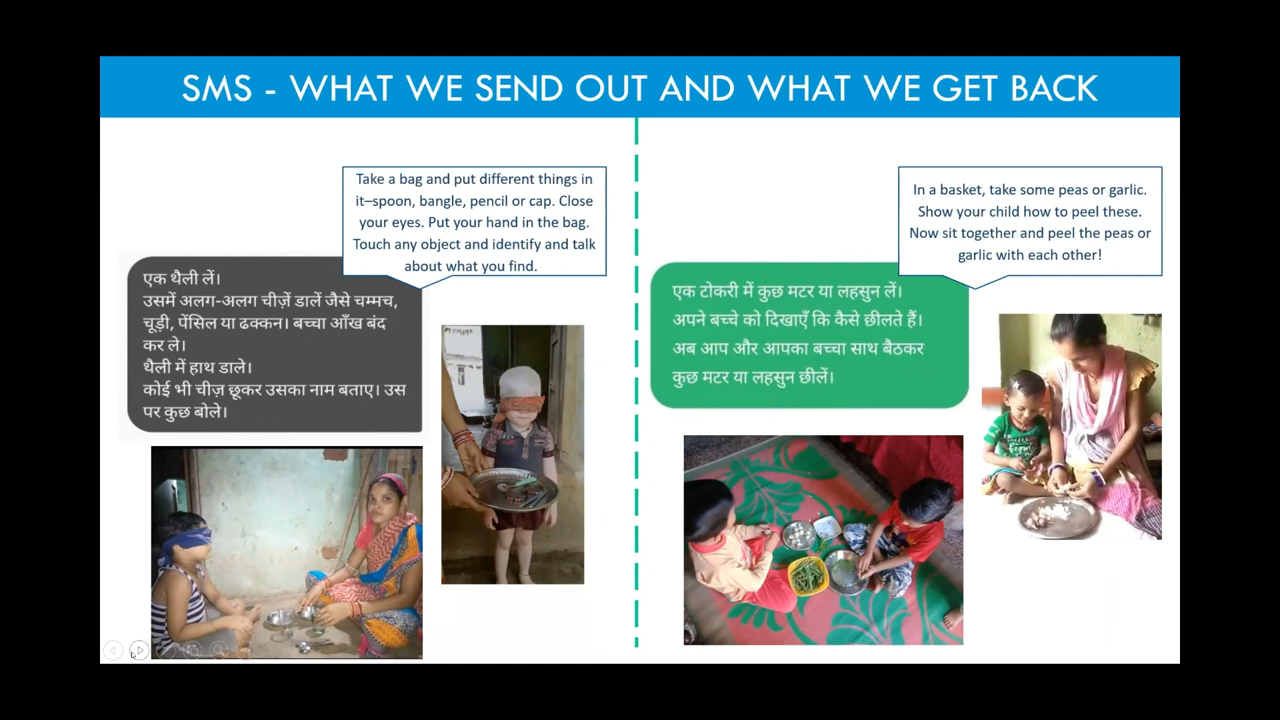 SMS - WHAT WE SEND OUT AND WHAT WE GET BACK
Take a bag and put different things in
it–spoon, bangle, pencil or cap. Close
your eyes. Put your hand in the bag.
Touch any object and identify and talk
about what you find.
एक थैली लें।
उसमें अलग-अलग चीज़ें डालें जैसे चम्मच,
चूड़ी, पेंसिल या ढक्कन। बच्चा आँख बंद
कर ले।
थैली में हाथ डाले।
कोई भी चीज़ छूकर उसका नाम बताए। उस
पर कुछ बोले।
In a basket, take some peas or garlic.
Show your child how to peel these.
Now sit together and peel the peas or
garlic with each other!
एक टोकरी में कुछ मटर या लहसुन लें।
अपने बच्चे को दिखाएँ कि कैसे छीलते हैं।
अब आप और आपका बच्चा साथ बैठकर
कुछ मटर या लहसुन छीलें।